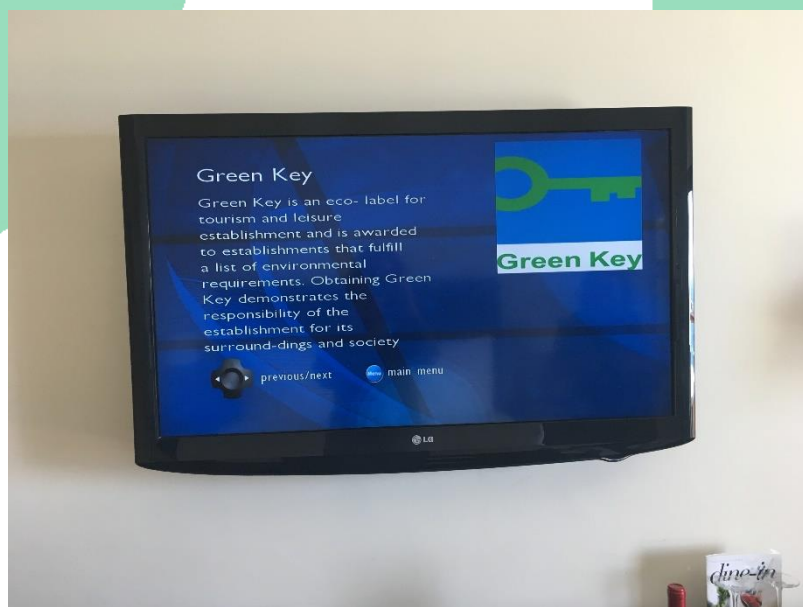 Green Key
Green Key is an eco- label for
tourism and leisure
establishment and is awarded
to establishments that fulfill
a list of environmental
requirements. Obtaining Green
Key demonstrates the
responsibility of the
establishment for its
surround-dings and society
previous/next
main menu
Green Key
LG
dine-in